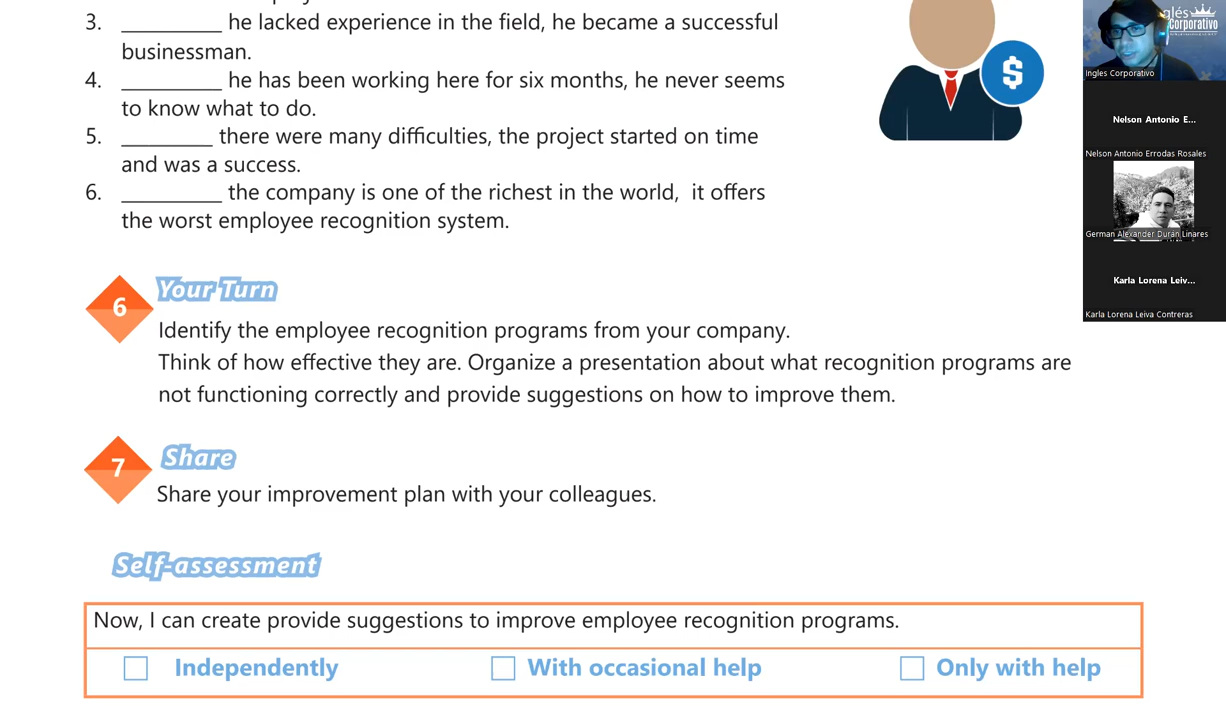 3. __________ he lacked experience in the field, he became a successful
businessman.
4. __________ he has been working here for six months, he never seems
to know what to do.
5. _________ there were many difficulties, the project started on time
and was a success.
6. __________ the company is one of the richest in the world, it offers
the worst employee recognition system.
$
6 Your Turn
Identify the employee recognition programs from your company.
Think of how effective they are. Organize a presentation about what recognition programs are
not functioning correctly and provide suggestions on how to improve them.
7 Share
Share your improvement plan with your colleagues.
Self-assessment
Now, I can create provide suggestions to improve employee recognition programs.
Independently
With occasional help
Only with help
Corporativo
Ingles Corporativo
Nelson Antonio E...
Nelson Antonio Errodas Rosales
German Alexander Duran Linares
Karla Lorena Leiv...
Karla Lorena Leiva Contreras